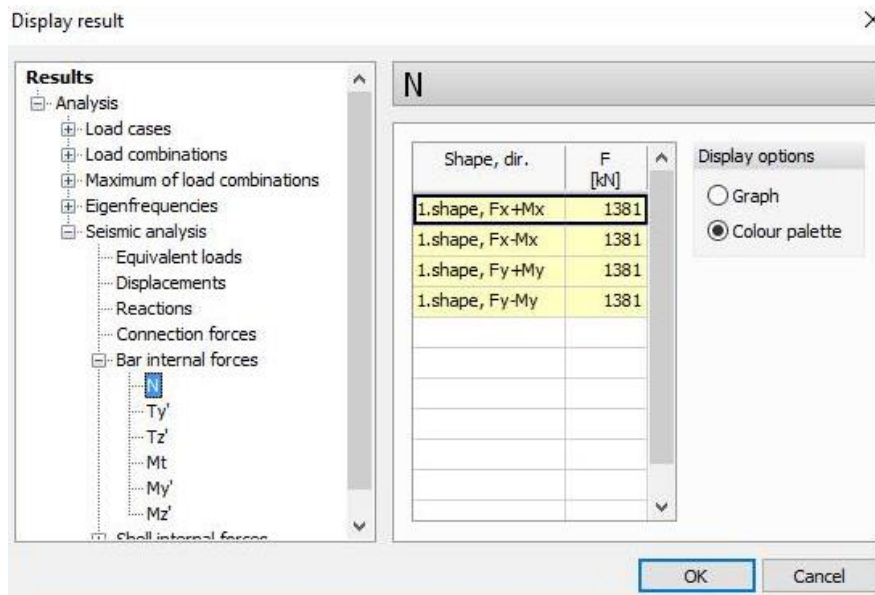 Display result
Results
Analysis
Load cases
Load combinations
Maximum of load combinations
Eigenfrequencies
Seismic analysis
Equivalent loads
Displacements
Reactions
Connection forces
Bar internal forces
N
Ty'
Tz'
Mt
My'
Mz'
Shell internal forces
N
Shape, dir. F
[kN]
1.shape, Fx+Mx 1381
1.shape, Fx-Mx 1381
1.shape, Fy+My 1381
1.shape, Fy-My 1381
Display options
Graph
Colour palette
OK Cancel